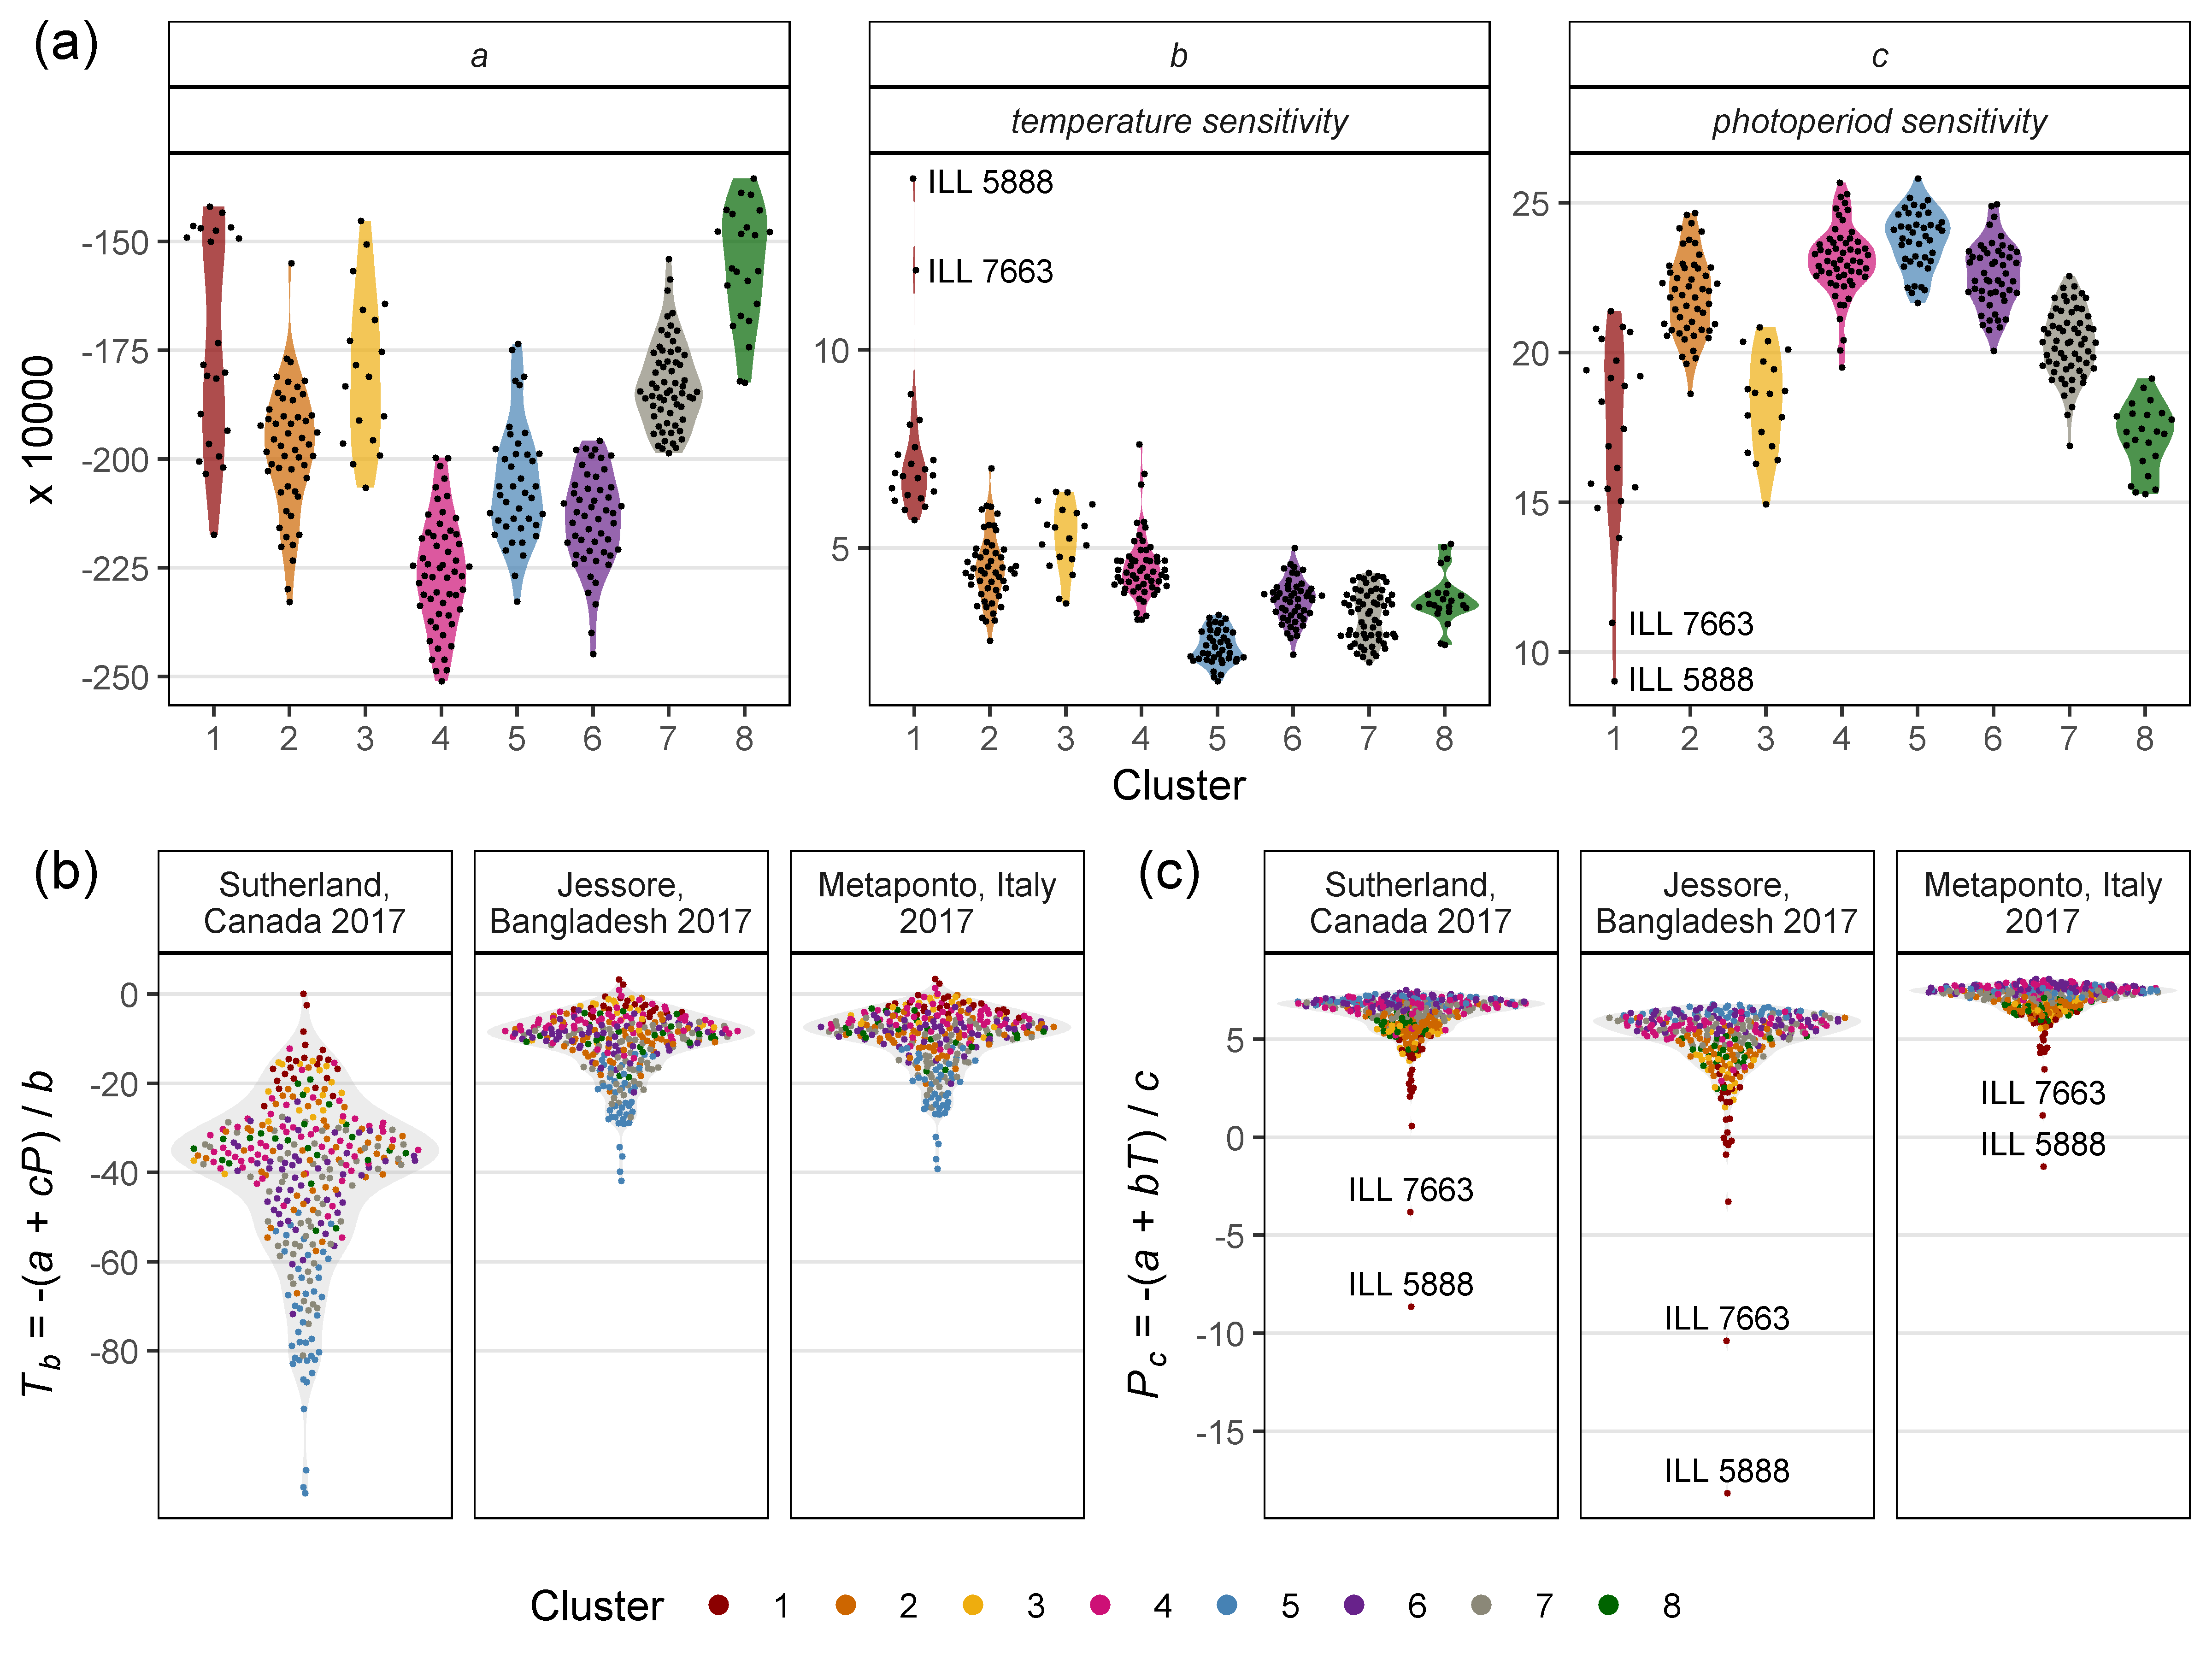 (a)
a
b
c
temperature sensitivity
photoperiod sensitivity
x 10000
-150
-175
-200
-225
-250
10
5
25
20
15
10
ILL 5888
ILL 7663
ILL 7663
ILL 5888
1 2 3 4 5 6 7 8
1 2 3 4 5 6 7 8
1 2 3 4 5 6 7 8
Cluster
(b)
Sutherland,
Canada 2017
Jessore,
Bangladesh 2017
Metaponto, Italy
2017
T_b = -(a + cP) / b
0
-20
-40
-60
-80
(c)
Sutherland,
Canada 2017
Jessore,
Bangladesh 2017
Metaponto, Italy
2017
P_c = -(a + bT) / c
5
0
-5
-10
-15
ILL 7663
ILL 5888
ILL 7663
ILL 5888
ILL 7663
ILL 5888
Cluster 1 2 3 4 5 6 7 8